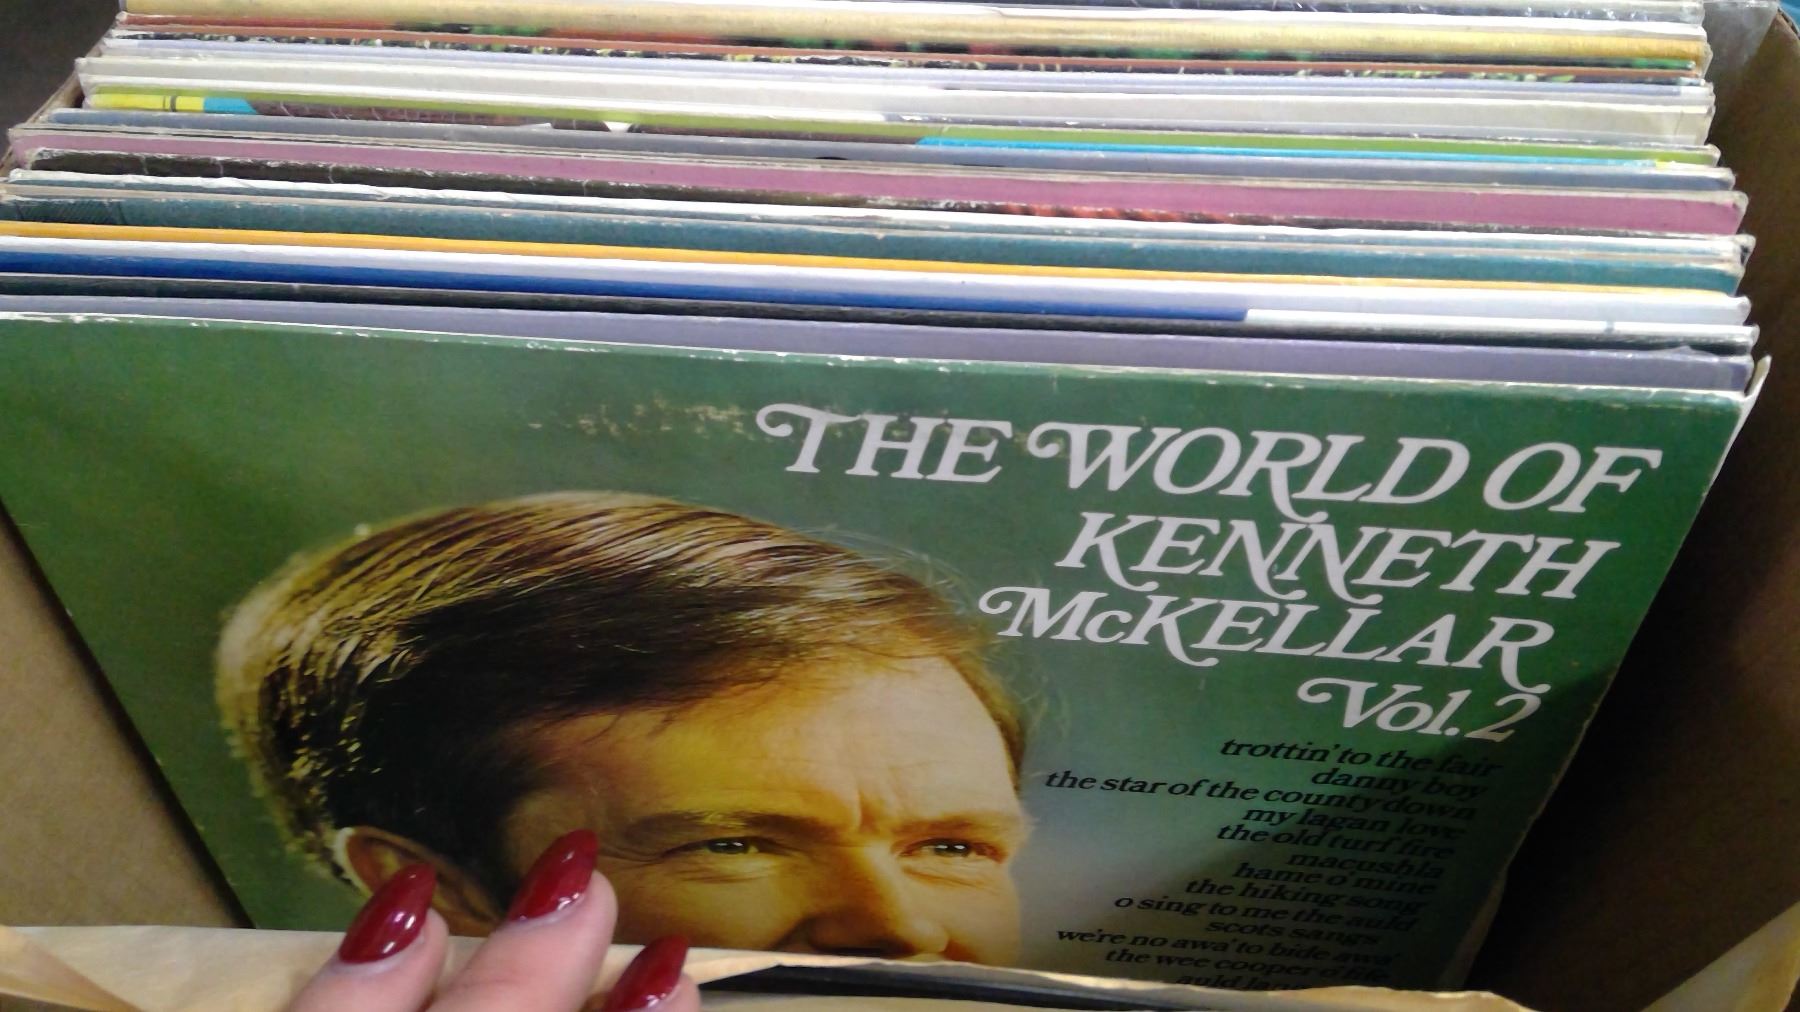 THE WORLD OF
KENNETH
McKELLAR
Vol.2
trottin' to the fair
danny boy
the star of the county down
my lagan love
the old turf fire
macushla
hame o' mine
the hiking song
o sing to me the auld
scots sangs
we're no awa' to bide awa'
the wee cooper o' fife
auld lang